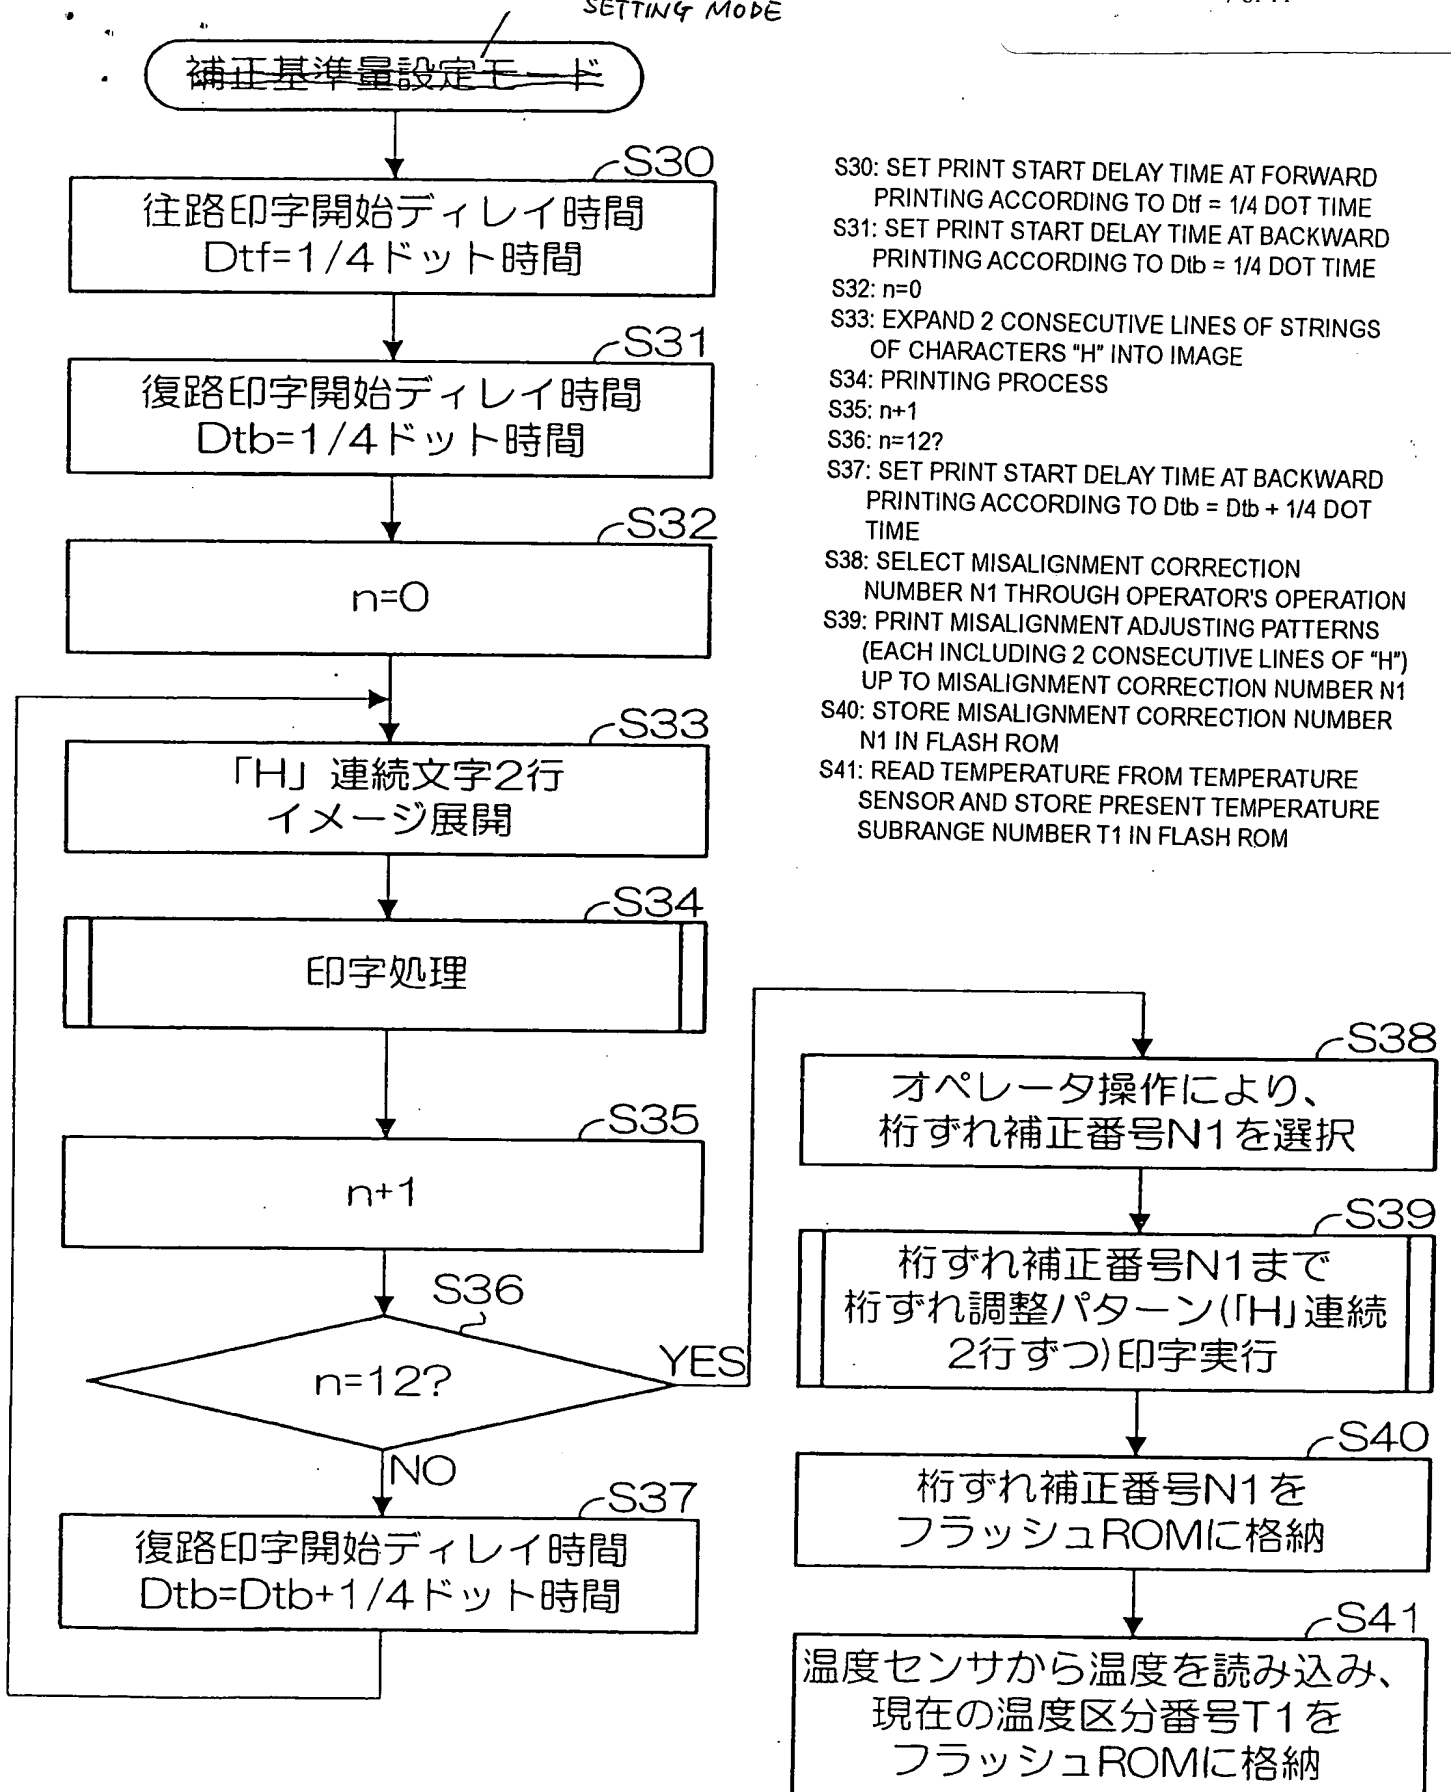 SETTING MODE
補正基準量設定モード
S30
往路印字開始ディレイ時間
Dtf=1/4ドット時間
S31
復路印字開始ディレイ時間
Dtb=1/4ドット時間
S32
n=0
S33
「H」連続文字2行
イメージ展開
S34
印字処理
S35
n+1
S36
n=12?
YES
NO
S37
復路印字開始ディレイ時間
Dtb=Dtb+1/4ドット時間
S30: SET PRINT START DELAY TIME AT FORWARD
PRINTING ACCORDING TO Dtf = 1/4 DOT TIME
S31: SET PRINT START DELAY TIME AT BACKWARD
PRINTING ACCORDING TO Dtb = 1/4 DOT TIME
S32: n=0
S33: EXPAND 2 CONSECUTIVE LINES OF STRINGS
OF CHARACTERS "H" INTO IMAGE
S34: PRINTING PROCESS
S35: n+1
S36: n=12?
S37: SET PRINT START DELAY TIME AT BACKWARD
PRINTING ACCORDING TO Dtb = Dtb + 1/4 DOT
TIME
S38: SELECT MISALIGNMENT CORRECTION
NUMBER N1 THROUGH OPERATOR'S OPERATION
S39: PRINT MISALIGNMENT ADJUSTING PATTERNS
(EACH INCLUDING 2 CONSECUTIVE LINES OF "H")
UP TO MISALIGNMENT CORRECTION NUMBER N1
S40: STORE MISALIGNMENT CORRECTION NUMBER
N1 IN FLASH ROM
S41: READ TEMPERATURE FROM TEMPERATURE
SENSOR AND STORE PRESENT TEMPERATURE
SUBRANGE NUMBER T1 IN FLASH ROM
S38
オペレータ操作により、
桁ずれ補正番号N1を選択
S39
桁ずれ補正番号N1まで
桁ずれ調整パターン(「H」連続
2行ずつ)印字実行
S40
桁ずれ補正番号N1を
フラッシュROMに格納
S41
温度センサから温度を読み込み、
現在の温度区分番号T1を
フラッシュROMに格納